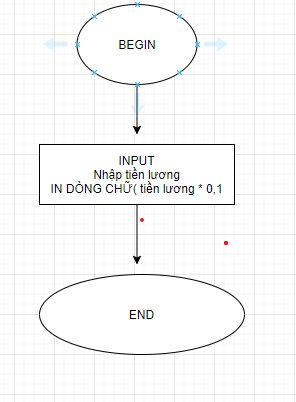 BEGIN
INPUT
Nhập tiền lương
IN DÒNG CHỮ( tiền lương * 0,1
END